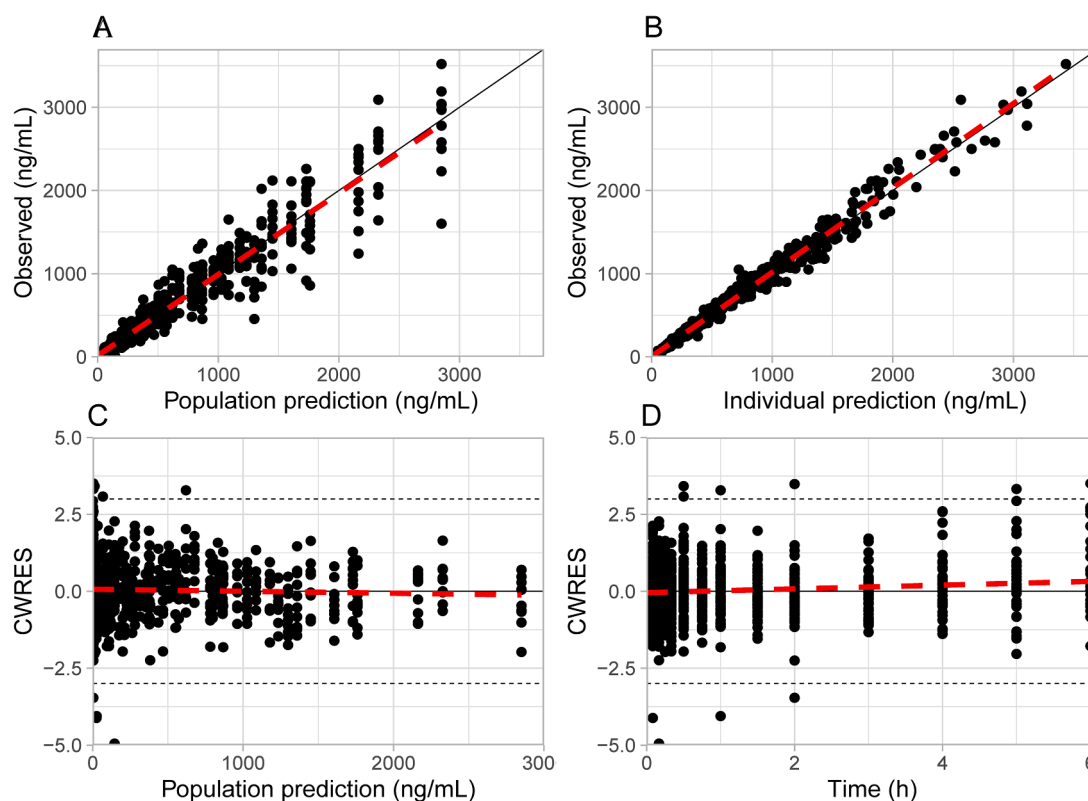 A
B
Observed (ng/mL)
3000
2000
1000
0
0 1000 2000 3000
Population prediction (ng/mL)
Observed (ng/mL)
3000
2000
1000
0
0 1000 2000 3000
Individual prediction (ng/mL)
C
D
CWRES
5.0
2.5
0.0
−2.5
−5.0
0 1000 2000 300
Population prediction (ng/mL)
CWRES
5.0
2.5
0.0
−2.5
−5.0
0 2 4 6
Time (h)